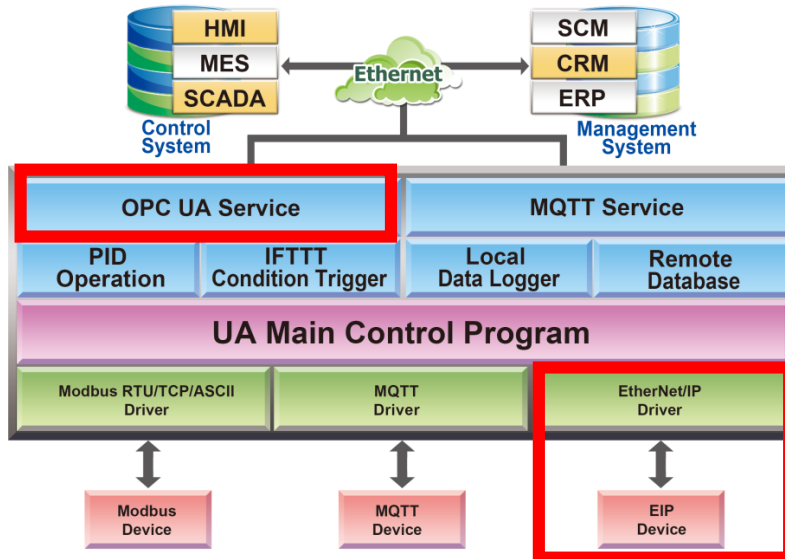 HMI
MES
SCADA
Control
System
Ethernet
SCM
CRM
ERP
Management
System
OPC UA Service
MQTT Service
PID
Operation
IFTTT
Condition Trigger
Local
Data Logger
Remote
Database
UA Main Control Program
Modbus RTU/TCP/ASCII
Driver
MQTT
Driver
EtherNet/IP
Driver
Modbus
Device
MQTT
Device
EIP
Device